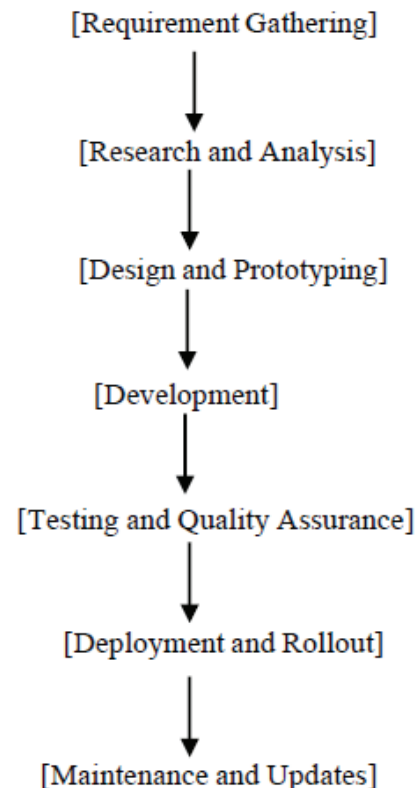 [Requirement Gathering]
[Research and Analysis]
[Design and Prototyping]
[Development]
[Testing and Quality Assurance]
[Deployment and Rollout]
[Maintenance and Updates]